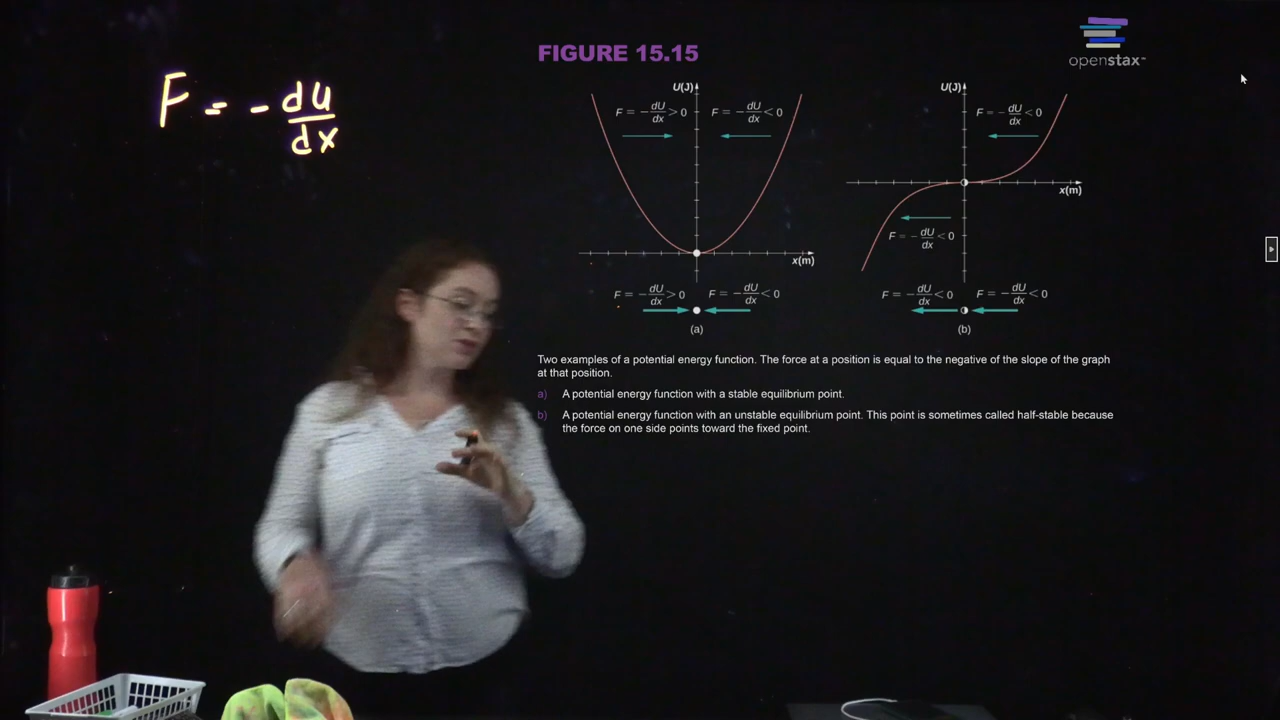 F = - dU/dx
FIGURE 15.15
openstax™
U(J)
F = - dU/dx > 0
F = - dU/dx < 0
x(m)
F = - dU/dx > 0
F = - dU/dx < 0
(a)
U(J)
F = - dU/dx < 0
x(m)
F = - dU/dx < 0
F = - dU/dx < 0
F = - dU/dx < 0
(b)
Two examples of a potential energy function. The force at a position is equal to the negative of the slope of the graph
at that position.
a) A potential energy function with a stable equilibrium point.
b) A potential energy function with an unstable equilibrium point. This point is sometimes called half-stable because
the force on one side points toward the fixed point.